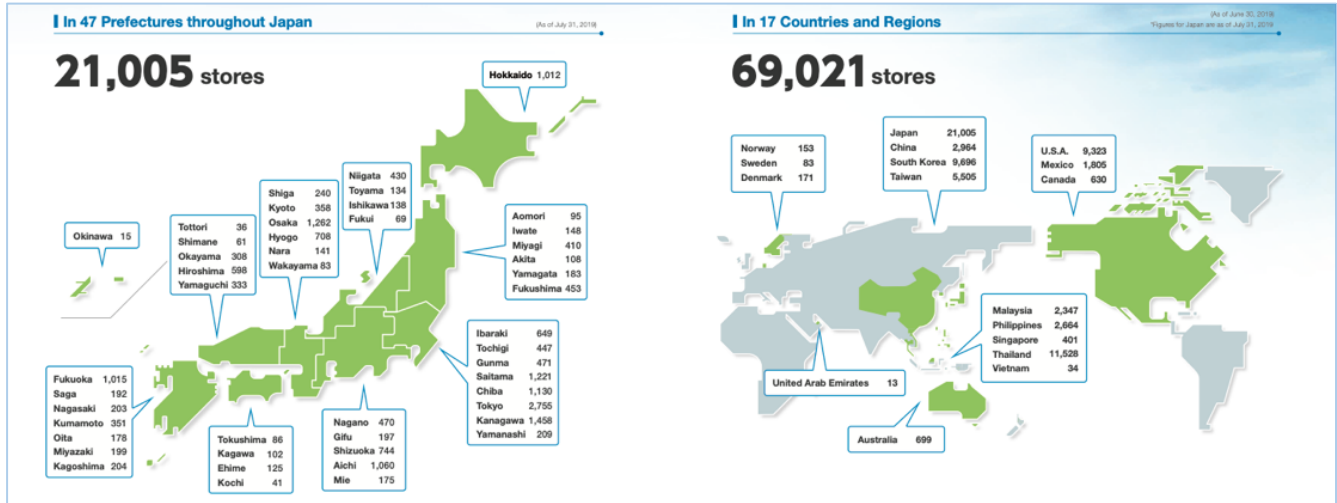 In 47 Prefectures throughout Japan
(As of July 31, 2019)
21,005 stores
Hokkaido 1,012
Niigata 430
Toyama 134
Ishikawa 138
Fukui 69
Shiga 240
Kyoto 358
Osaka 1,262
Hyogo 708
Nara 141
Wakayama 83
Tottori 36
Shimane 61
Okayama 308
Hiroshima 598
Yamaguchi 333
Okinawa 15
Aomori 95
Iwate 148
Miyagi 410
Akita 108
Yamagata 183
Fukushima 453
Ibaraki 649
Tochigi 447
Gunma 471
Saitama 1,221
Chiba 1,130
Tokyo 2,755
Kanagawa 1,458
Yamanashi 209
Fukuoka 1,015
Saga 192
Nagasaki 203
Kumamoto 351
Oita 178
Miyazaki 199
Kagoshima 204
Tokushima 86
Kagawa 102
Ehime 125
Kochi 41
Nagano 470
Gifu 197
Shizuoka 744
Aichi 1,060
Mie 175
In 17 Countries and Regions
(As of June 30, 2019)
*Figures for Japan are as of July 31, 2019
69,021 stores
Norway 153
Sweden 83
Denmark 171
Japan 21,005
China 2,964
South Korea 9,696
Taiwan 5,505
U.S.A. 9,323
Mexico 1,805
Canada 630
Malaysia 2,347
Philippines 2,664
Singapore 401
Thailand 11,528
Vietnam 34
United Arab Emirates 13
Australia 699